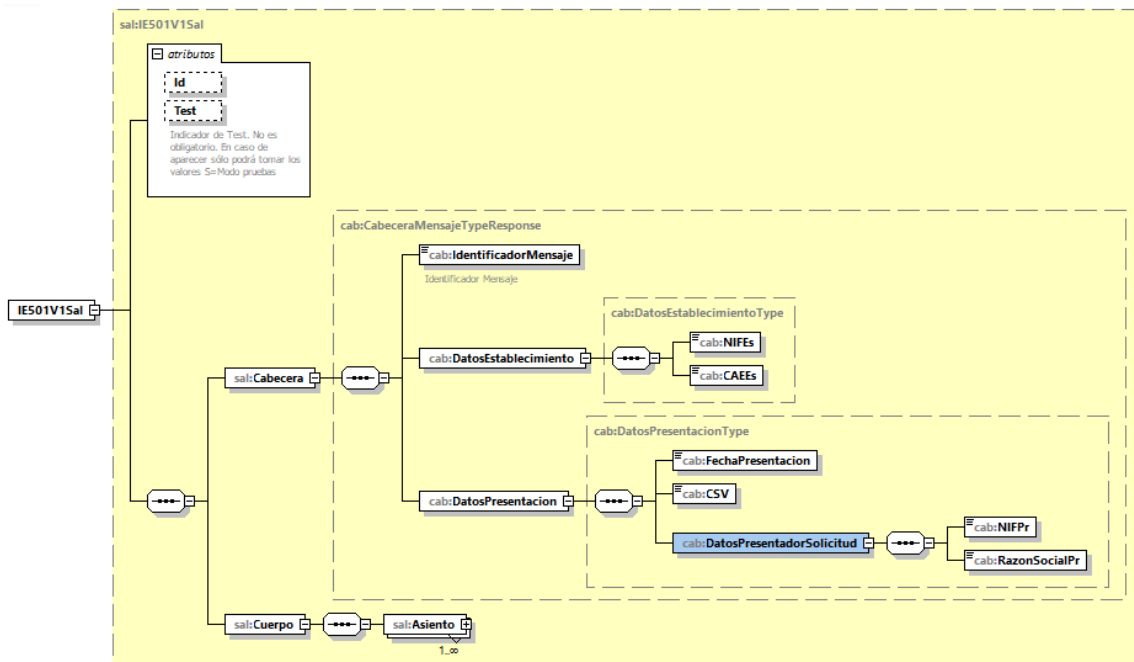 sal:IE501V1Sal
atributos
Id
Test
Indicador de Test. No es
obligatorio. En caso de
aparecer sólo podrá tomar los
valores S=Modo pruebas
cab:CabeceraMensajeTypeResponse
cab:IdentificadorMensaje
Identificador Mensaje
IE501V1Sal
cab:DatosEstablecimientoType
cab:NIFEs
cab:DatosEstablecimiento
cab:CAEEs
sal:Cabecera
cab:DatosPresentacionType
cab:FechaPresentacion
cab:CSV
cab:DatosPresentacion
cab:NIFPr
cab:DatosPresentadorSolicitud
cab:RazonSocialPr
sal:Cuerpo
sal:Asiento
1..∞